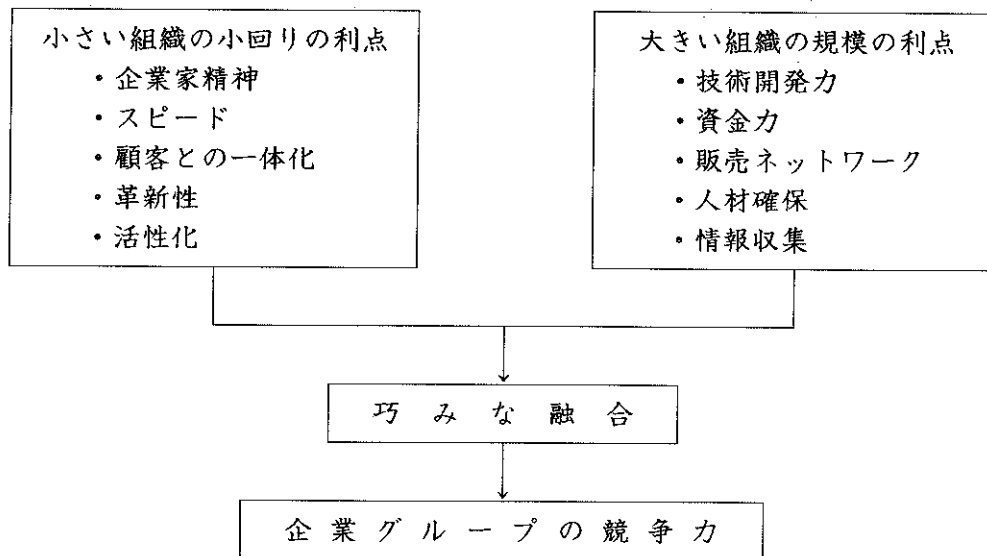 小さい組織の小回りの利点
・企業家精神
・スピード
・顧客との一体化
・革新性
・活性化
大きい組織の規模の利点
・技術開発力
・資金力
・販売ネットワーク
・人材確保
・情報収集
巧みな融合
企業グループの競争力